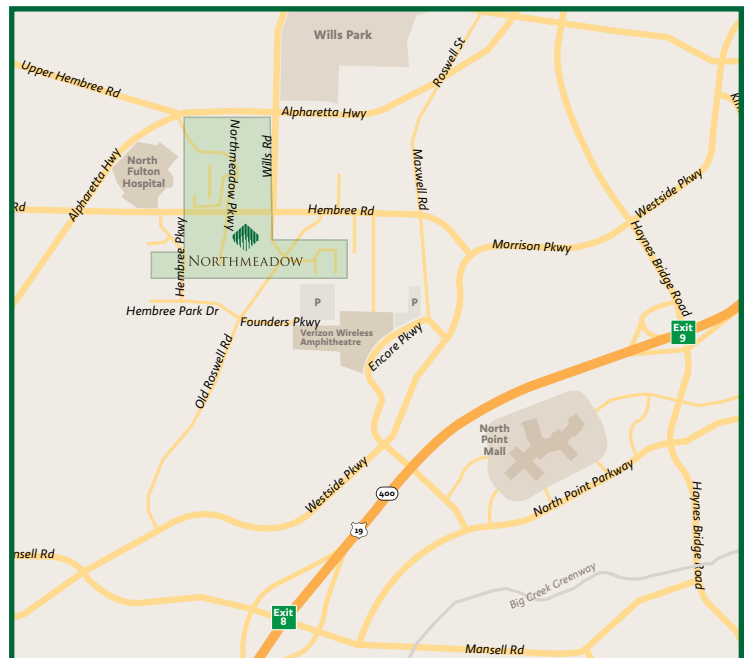 Wills Park
Roswell St
Upper Hembree Rd
Alpharetta Hwy
Northmeadow Pkwy
Wills Rd
Alpharetta Hwy
North
Fulton
Hospital
Maxwell Rd
Westside Pkwy
Rd
Hembree Rd
Hembree Pkwy
NORTHMEADOW
Morrison Pkwy
Haynes Bridge Road
Hembree Park Dr
P
P
Founders Pkwy
Verizon Wireless
Amphitheatre
Encore Pkwy
Exit
9
Old Roswell Rd
North
Point
Mall
Westside Pkwy
400
North Point Parkway
19
Haynes Bridge Road
nsell Rd
Big Creek Greenway
Exit
8
Mansell Rd